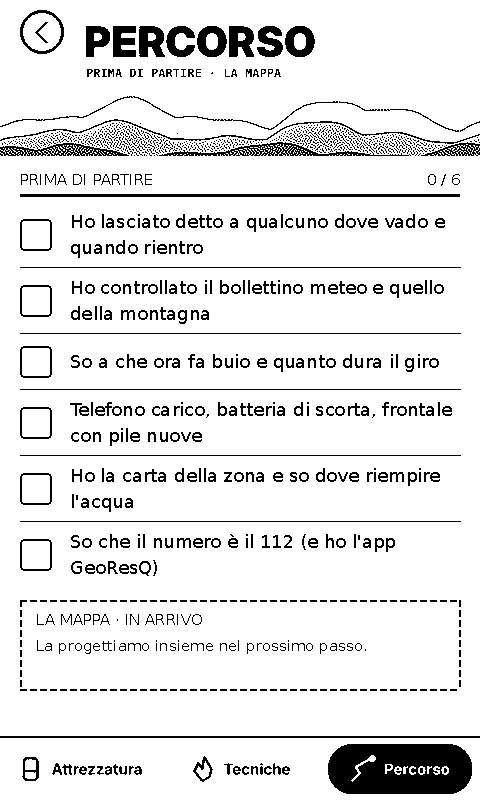 PERCORSO
PRIMA DI PARTIRE · LA MAPPA
PRIMA DI PARTIRE
0 / 6
Ho lasciato detto a qualcuno dove vado e
quando rientro
Ho controllato il bollettino meteo e quello
della montagna
So a che ora fa buio e quanto dura il giro
Telefono carico, batteria di scorta, frontale
con pile nuove
Ho la carta della zona e so dove riempire
l'acqua
So che il numero è il 112 (e ho l'app
GeoResQ)
LA MAPPA · IN ARRIVO
La progettiamo insieme nel prossimo passo.
Attrezzatura
Tecniche
Percorso